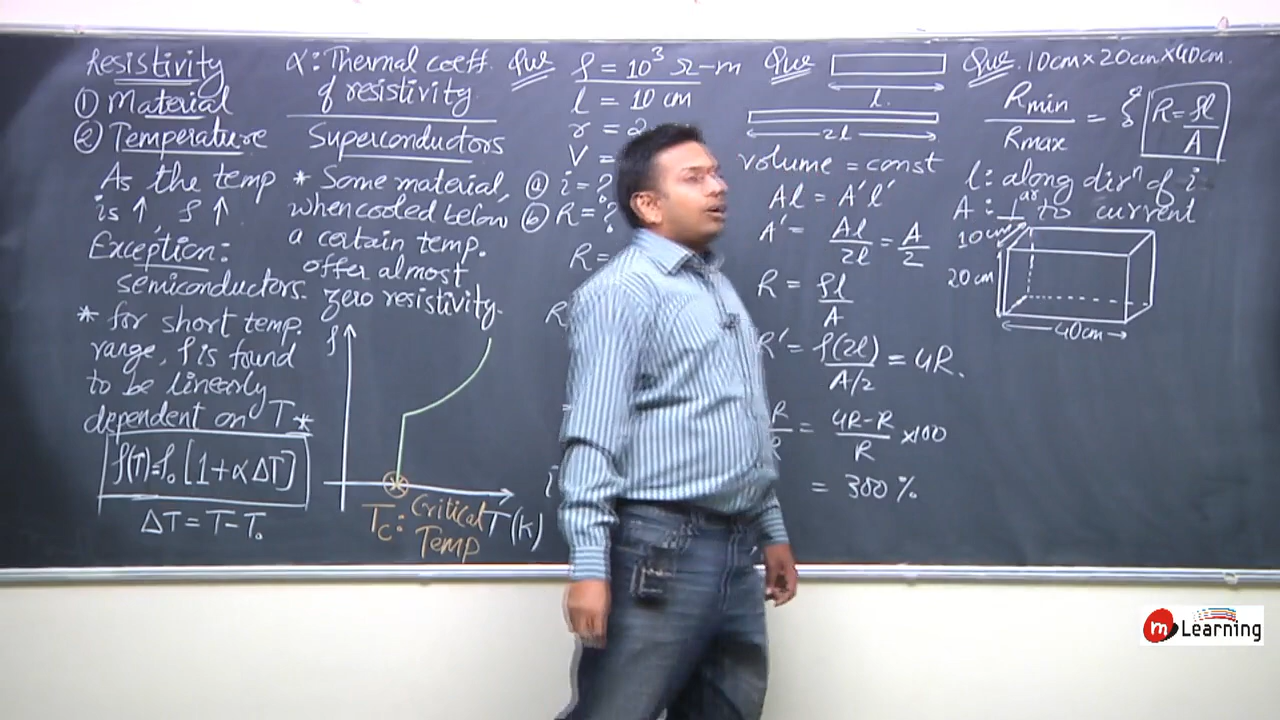 Resistivity
① Material
② Temperature
As the temp
is ↑ ρ ↑
Exception:
semiconductors.
* for short temp.
range, ρ is found
to be linearly
dependent on T *
ρ(T)=ρ₀ [1+α ΔT]
ΔT = T-T₀
α: Thermal coeff.
of resistivity
Superconductors
* Some material,
when cooled below
a certain temp.
offer almost
zero resistivity.
ρ
T_C: Critical
Temp
T(K)
Que ρ = 10³ Ω-m
l = 10 cm
r = 2
V =
ⓐ i = ?
ⓑ R = ?
R =
R
=
i
Que
l
2l
volume = const
Al = A'l'
A' = Al/2l = A/2
R = ρl/A
R' = ρ(2l)/(A/2) = 4R.
R/R = (4R-R)/R ×100
= 300 %
Que. 10cm×20cm×40cm.
Rmin/Rmax = { R = ρl/A
l: along dirⁿ of i
A: ⊥ᵃʳ to current
10cm
20cm
40cm
m Learning